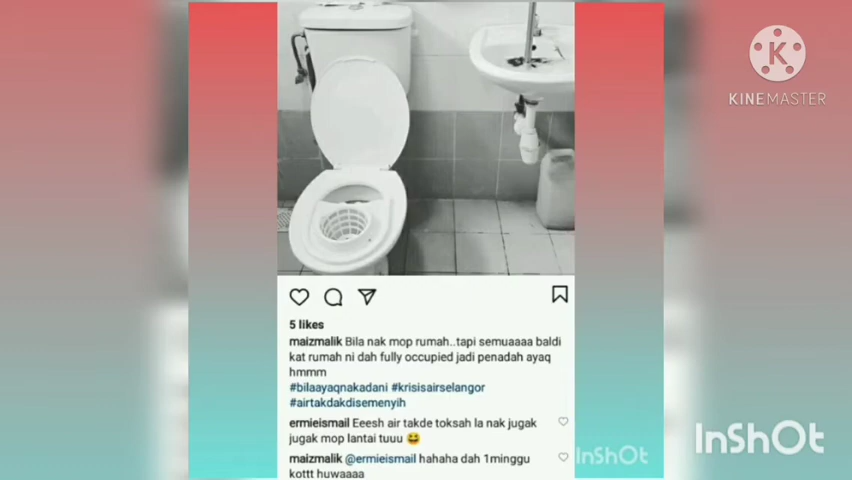 K
KINEMASTER
5 likes
maizmalik Bila nak mop rumah..tapi semuaaaa baldi
kat rumah ni dah fully occupied jadi penadah ayaq
hmmm
#bilaayaqnakadani #krisisairselangor
#airtakdakdisemenyih
ermieismail Eeesh air takde toksah la nak jugak
jugak mop lantai tuuu 😆
maizmalik @ermieismail hahaha dah 1minggu
kottt huwaaaa
InShOt
InShOt